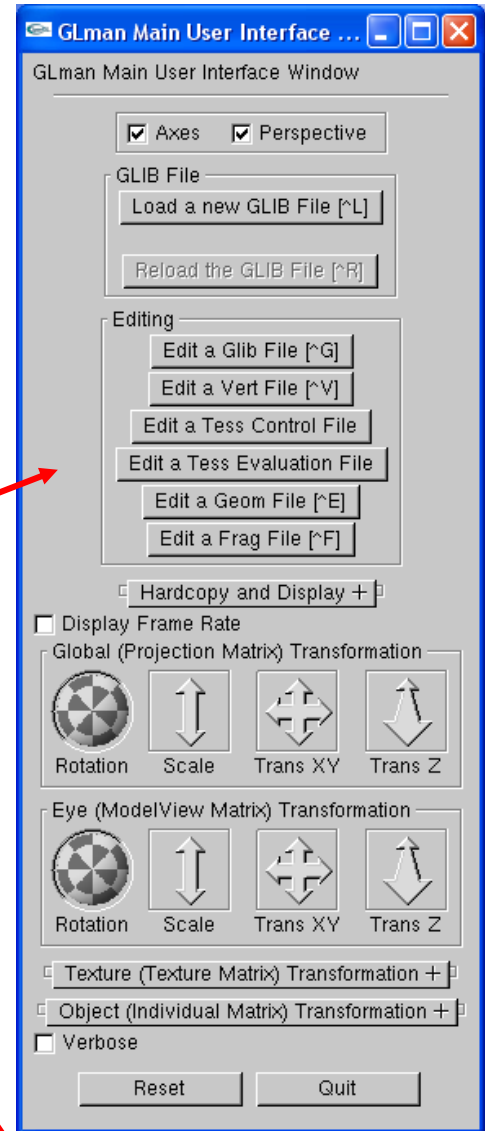 GLman Main User Interface ...
GLman Main User Interface Window
Axes Perspective
GLIB File
Load a new GLIB File [^L]
Reload the GLIB File [^R]
Editing
Edit a Glib File [^G]
Edit a Vert File [^V]
Edit a Tess Control File
Edit a Tess Evaluation File
Edit a Geom File [^E]
Edit a Frag File [^F]
Hardcopy and Display +
Display Frame Rate
Global (Projection Matrix) Transformation
Rotation Scale Trans XY Trans Z
Eye (ModelView Matrix) Transformation
Rotation Scale Trans XY Trans Z
Texture (Texture Matrix) Transformation +
Object (Individual Matrix) Transformation +
Verbose
Reset Quit